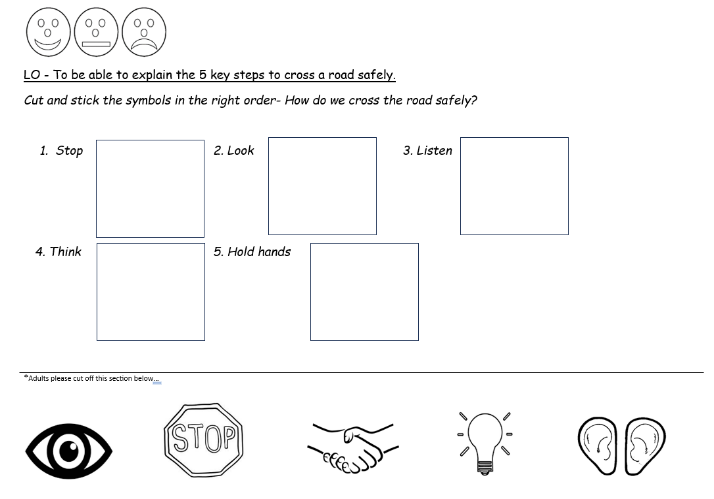 LO - To be able to explain the 5 key steps to cross a road safely.
Cut and stick the symbols in the right order- How do we cross the road safely?
1. Stop 2. Look 3. Listen
4. Think 5. Hold hands
*Adults please cut off this section below...
STOP